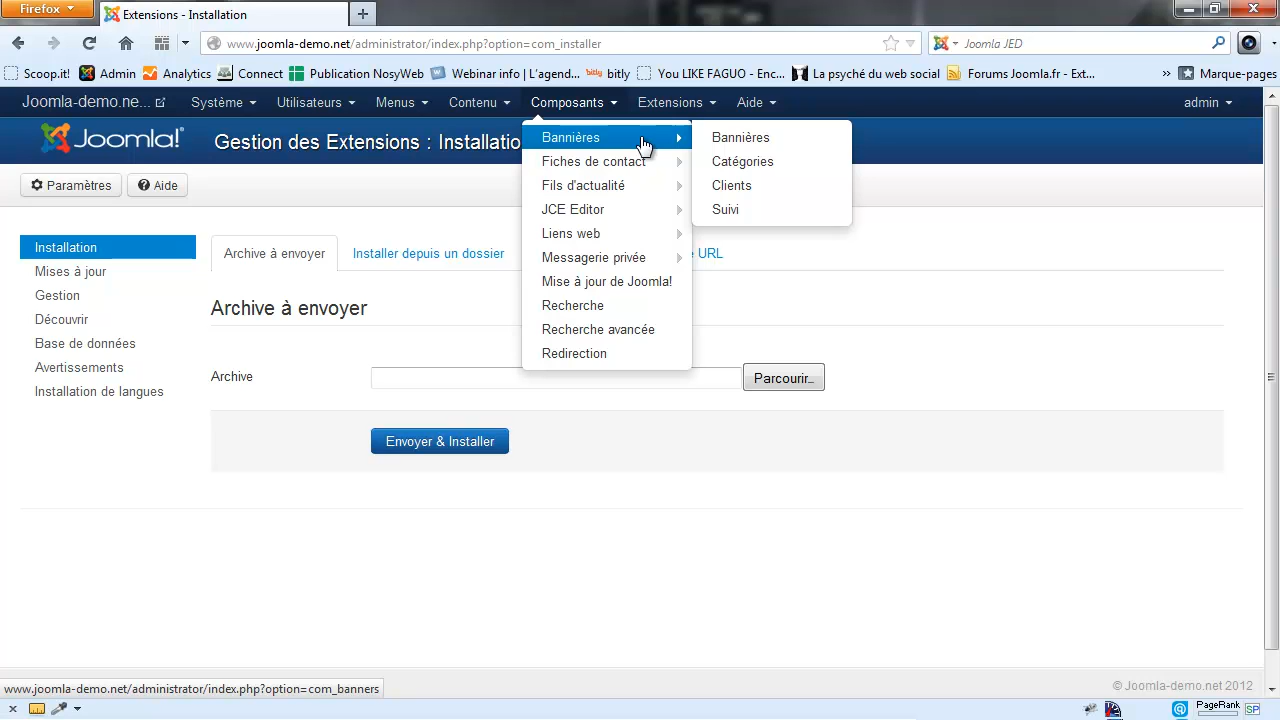 Firefox
Extensions - Installation
www.joomla-demo.net/administrator/index.php?option=com_installer
Joomla JED
Scoop.it! Admin Analytics Connect Publication NosyWeb Webinar info | L'agend... bitly You LIKE FAGUO - Enc... La psyché du web social Forums Joomla.fr - Ext... » Marque-pages
Joomla-demo.ne... Système Utilisateurs Menus Contenu Composants Extensions Aide admin
Joomla!® Gestion des Extensions : Installatio
Bannières
Fiches de contact
Fils d'actualité
JCE Editor
Liens web
Messagerie privée
Mise à jour de Joomla!
Recherche
Recherche avancée
Redirection
Bannières
Catégories
Clients
Suivi
Paramètres Aide
Installation
Mises à jour
Gestion
Découvrir
Base de données
Avertissements
Installation de langues
Archive à envoyer Installer depuis un dossier URL
Archive à envoyer
Archive Parcourir...
Envoyer & Installer
www.joomla-demo.net/administrator/index.php?option=com_banners
© Joomla-demo.net 2012
PageRank
SP